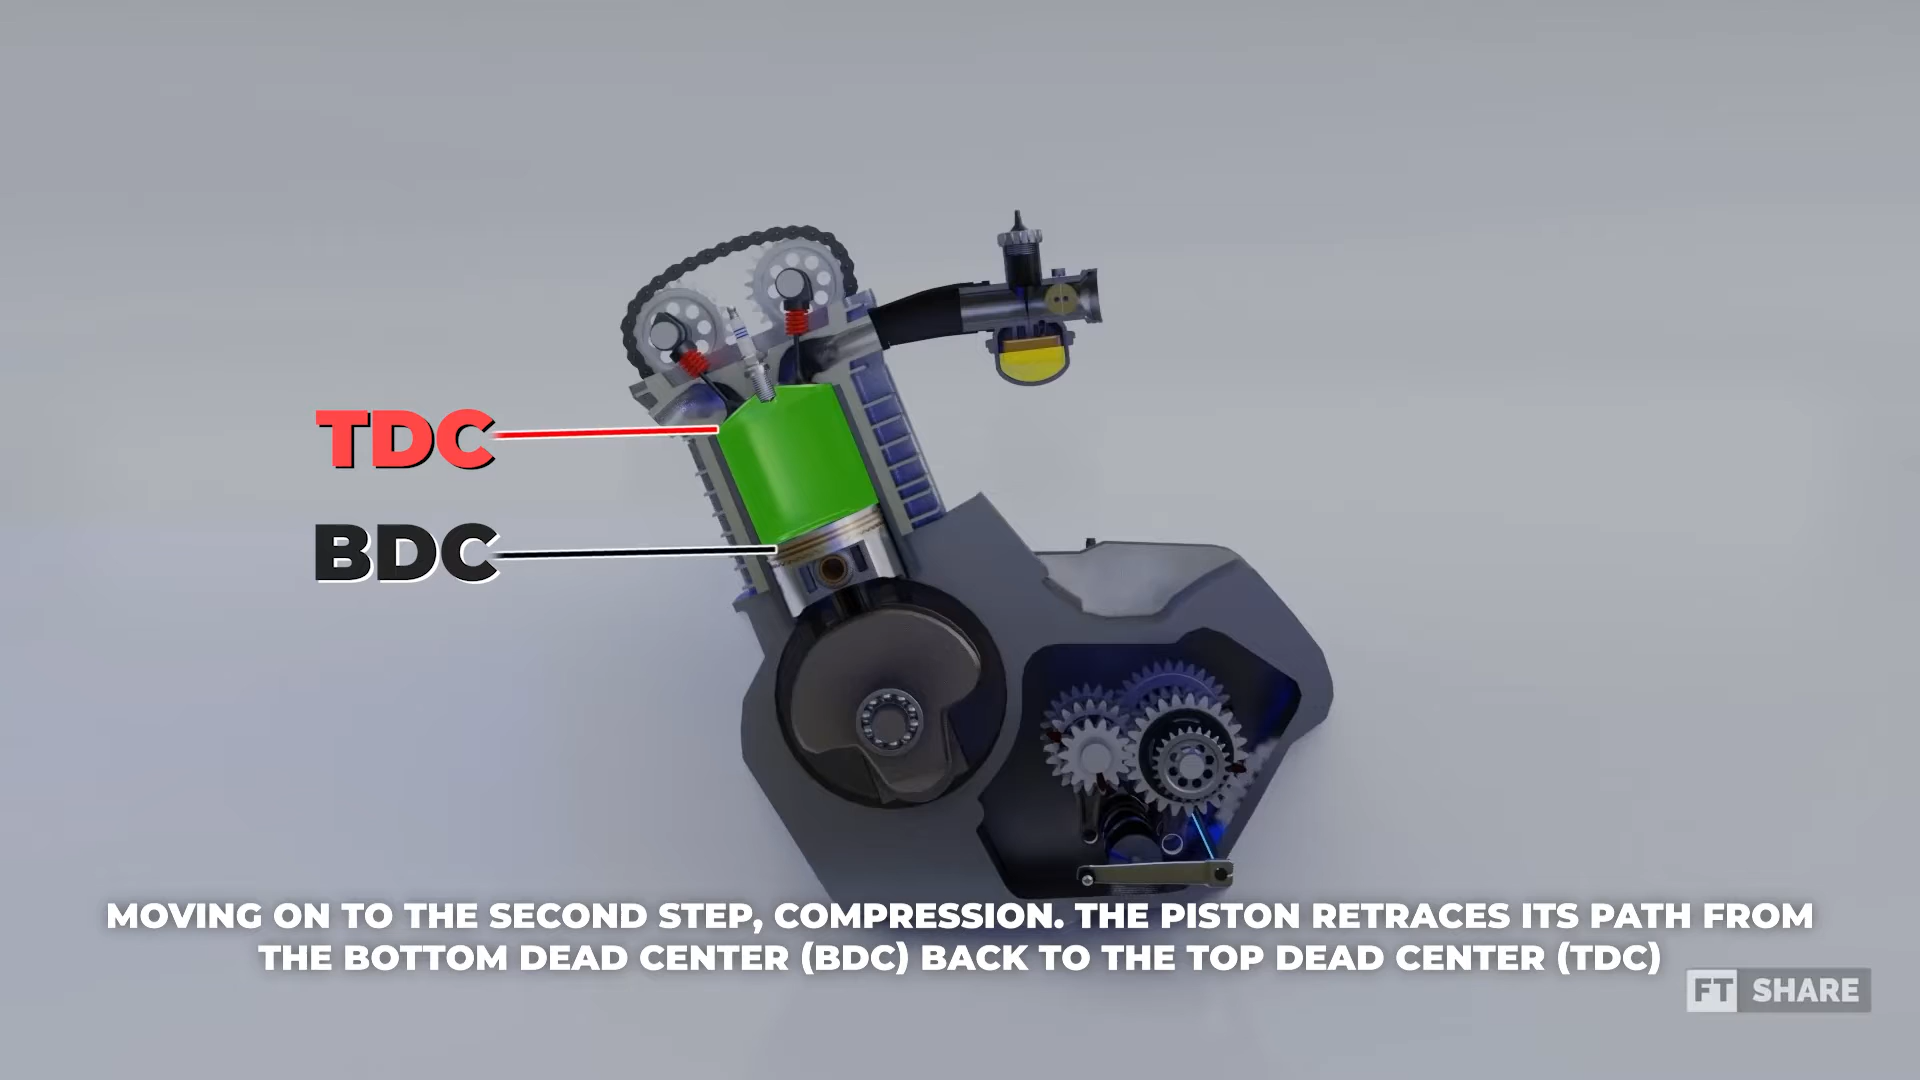 TDC
BDC
MOVING ON TO THE SECOND STEP, COMPRESSION. THE PISTON RETRACES ITS PATH FROM
THE BOTTOM DEAD CENTER (BDC) BACK TO THE TOP DEAD CENTER (TDC)
FT SHARE